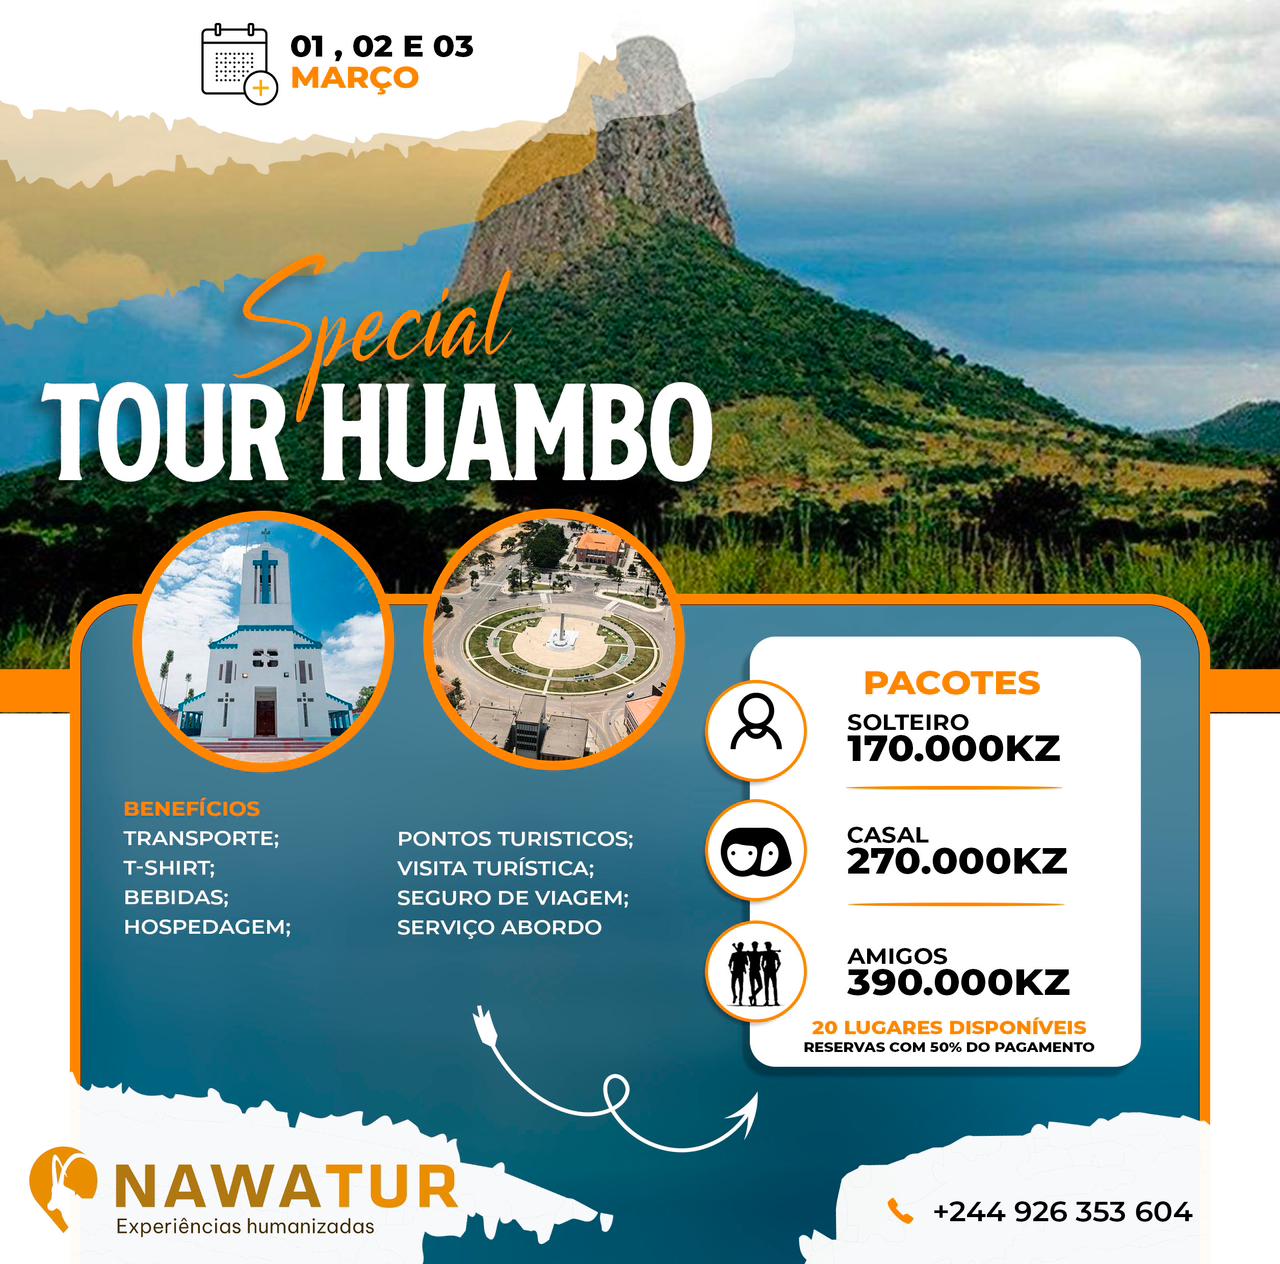 01 , 02 E 03
MARÇO
Special
TOUR HUAMBO
BENEFÍCIOS
TRANSPORTE;
T-SHIRT;
BEBIDAS;
HOSPEDAGEM;
PONTOS TURISTICOS;
VISITA TURÍSTICA;
SEGURO DE VIAGEM;
SERVIÇO ABORDO
PACOTES
SOLTEIRO
170.000KZ
CASAL
270.000KZ
AMIGOS
390.000KZ
20 LUGARES DISPONÍVEIS
RESERVAS COM 50% DO PAGAMENTO
NAWATUR
Experiências humanizadas
+244 926 353 604